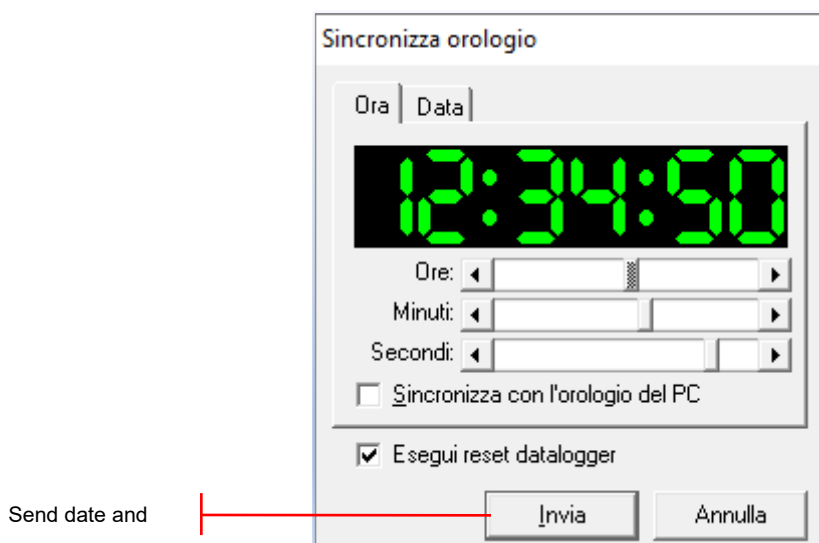 Sincronizza orologio
Ora Data
12:34:50
Ore:
Minuti:
Secondi:
Sincronizza con l'orologio del PC
Esegui reset datalogger
Send date and
Invia Annulla